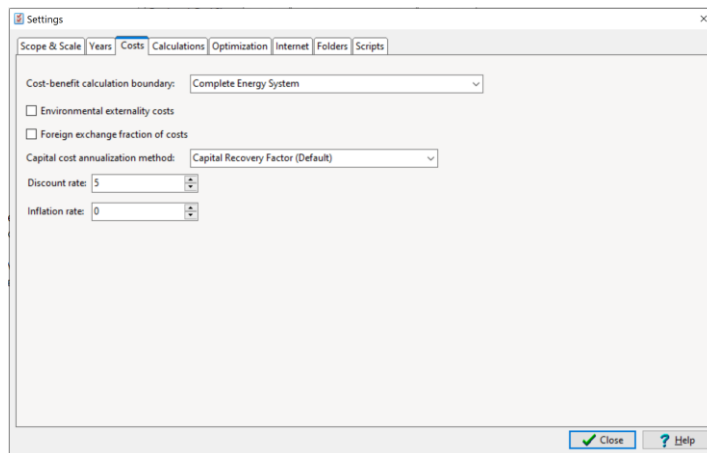 Settings
Scope & Scale Years Costs Calculations Optimization Internet Folders Scripts
Cost-benefit calculation boundary: Complete Energy System
Environmental externality costs
Foreign exchange fraction of costs
Capital cost annualization method: Capital Recovery Factor (Default)
Discount rate: 5
Inflation rate: 0
Close ? Help